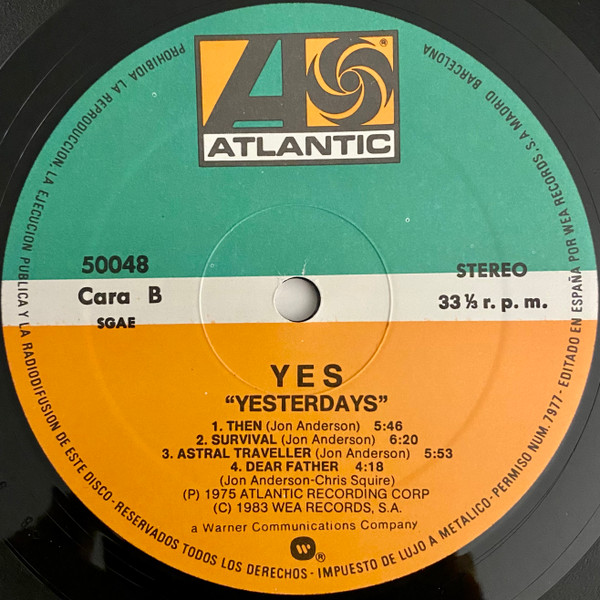 PROHIBIDA LA REPRODUCCION, LA EJECUCION PUBLICA Y LA RADIODIFUSION DE ESTE DISCO - RESERVADOS TODOS LOS DERECHOS - IMPUESTO DE LUJO A METALICO - PERMISO NUM. 7977 - EDITADO EN ESPAÑA POR WEA RECORDS, S.A. MADRID BARCELONA
ATLANTIC
50048
STEREO
Cara B
33⅓ r. p. m.
SGAE
YES
"YESTERDAYS"
1. THEN (Jon Anderson) 5:46
2. SURVIVAL (Jon Anderson) 6:20
3. ASTRAL TRAVELLER (Jon Anderson) 5:53
4. DEAR FATHER 4:18
(Jon Anderson-Chris Squire)
(P) 1975 ATLANTIC RECORDING CORP
(C) 1983 WEA RECORDS, S.A.
a Warner Communications Company